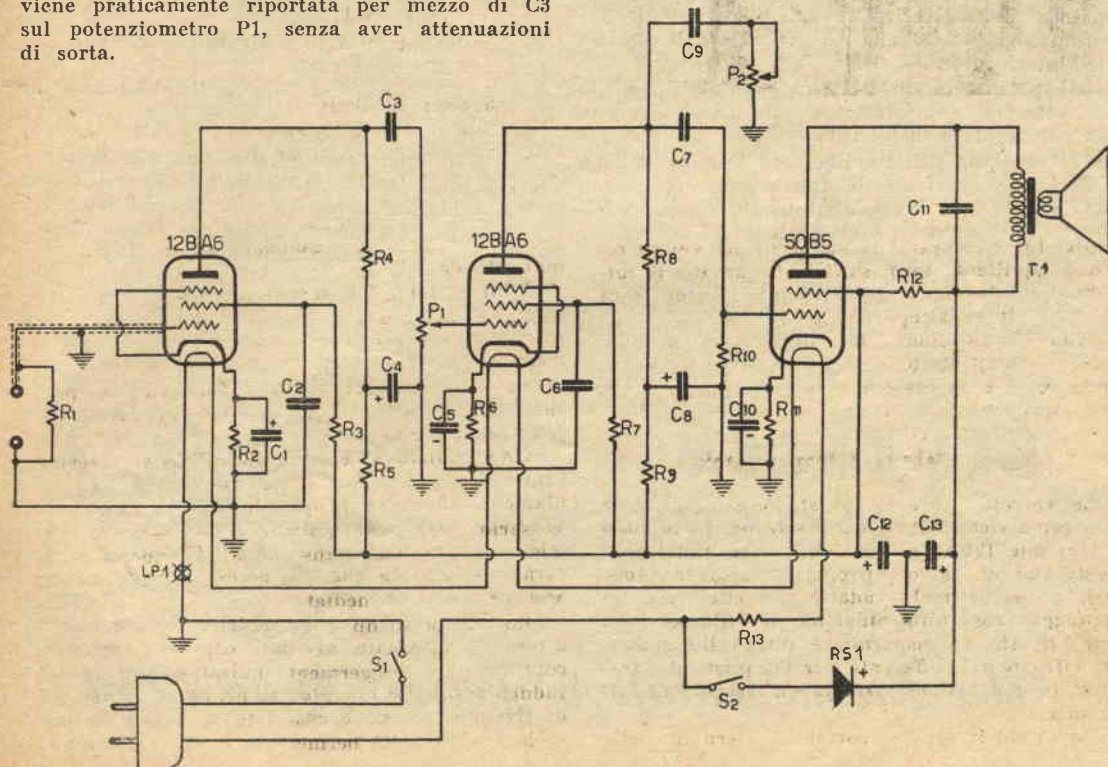 viene praticamente riportata per mezzo di C3
sul potenziometro P1, senza aver attenuazioni
di sorta.
C9
P2
C3
C7
C11
12BA6
12BA6
50B5
T1
R4
R8
R12
P1
R10
R1
C2
C4
C6
C8
R2
C1
R3
C5
R6
R7
C10
R11
R5
R9
C12
C13
LP1
R13
S1
RS1
S2